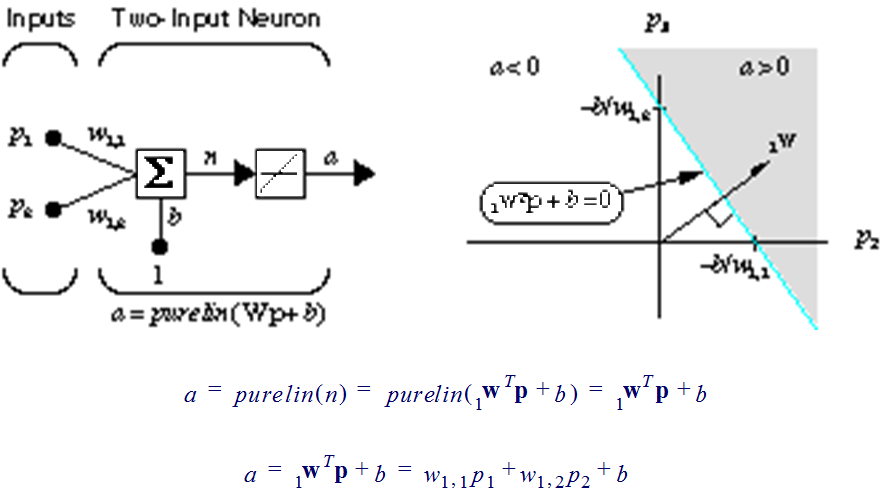 Inputs
Two-Input Neuron
p₁
w₁,₁
p₂
w₁,₂
Σ
n
a
b
1
a = purelin(Wp+b)
a<0
a>0
–b/w₁,₂
₁w
₁wᵀp + b = 0
p₂
–b/w₁,₁
a = purelin(n) = purelin(₁wᵀp + b) = ₁wᵀp + b
a = ₁wᵀp + b = w₁,₁p₁ + w₁,₂p₂ + b